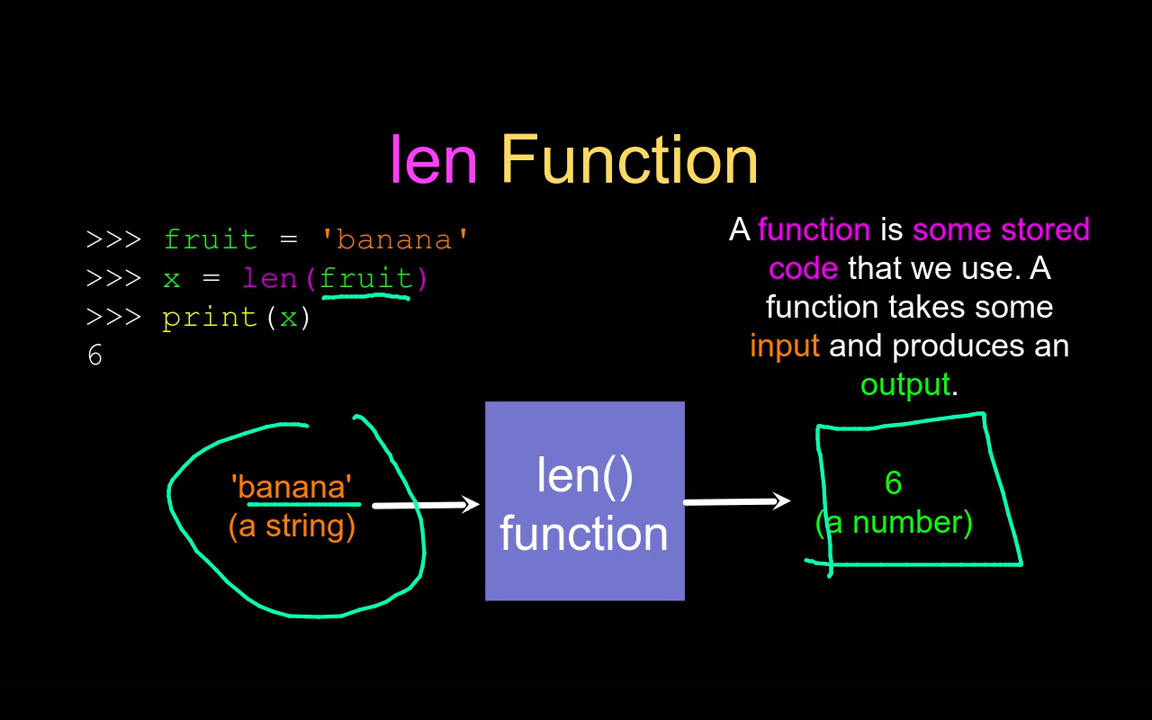 len Function
>>> fruit = 'banana'
>>> x = len(fruit)
>>> print(x)
6
A function is some stored
code that we use. A
function takes some
input and produces an
output.
'banana'
(a string)
len()
function
6
(a number)